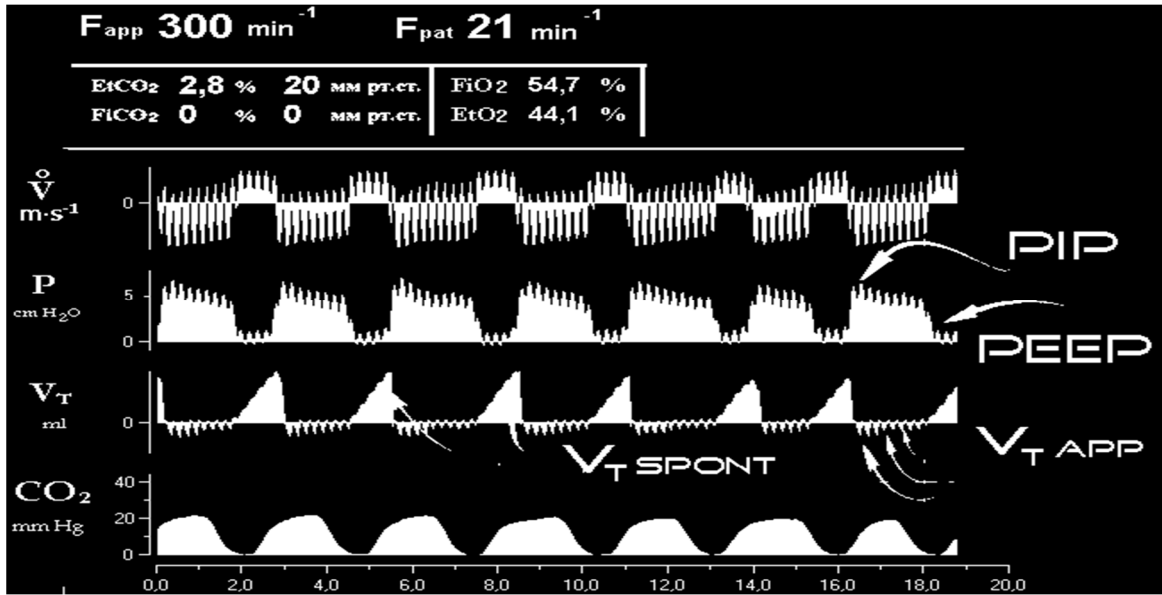 Fapp 300 min-1 Fpat 21 min-1
EtCO2 2,8 % 20 мм рт.ст. FiO2 54,7 %
FiCO2 0 % 0 мм рт.ст. EtO2 44,1 %
V
m·s-1
0
PIP
P
cm H2O
5
0
PEEP
VT
ml
0
VT SPONT
VT APP
CO2
mm Hg
40
20
0
0,0 2,0 4,0 6,0 8,0 10,0 12,0 14,0 16,0 18,0 20,0